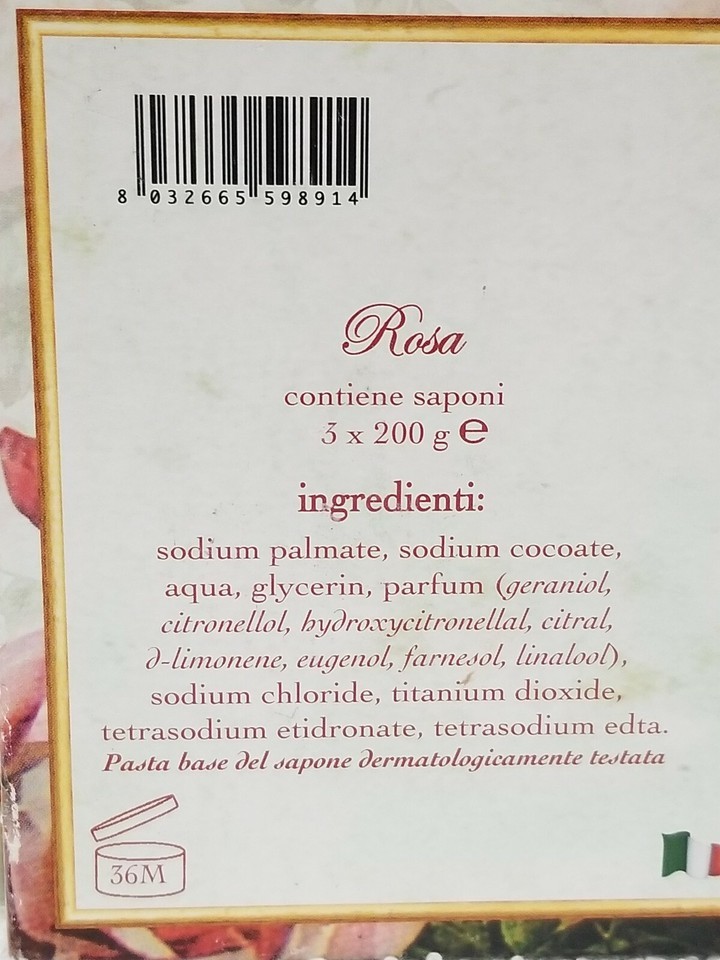 8 032665 598914
Rosa
contiene saponi
3 x 200 g ℮
ingredienti:
sodium palmate, sodium cocoate,
aqua, glycerin, parfum (geraniol,
citronellol, hydroxycitronellal, citral,
d-limonene, eugenol, farnesol, linalool),
sodium chloride, titanium dioxide,
tetrasodium etidronate, tetrasodium edta.
Pasta base del sapone dermatologicamente testata
36M